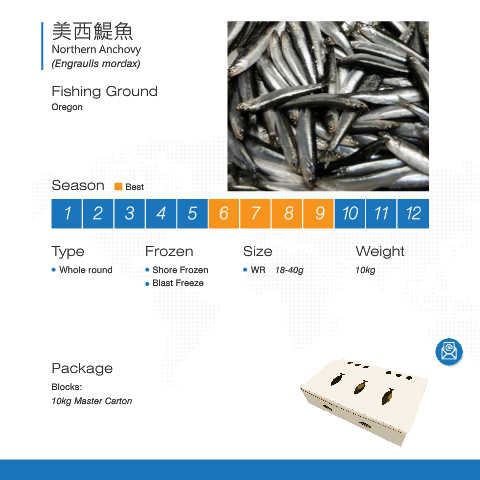 美西鯷魚
Northern Anchovy
(Engraulis mordax)
Fishing Ground
Oregon
Season Best
1 2 3 4 5 6 7 8 9 10 11 12
Type Frozen Size Weight
• Whole round • Shore Frozen • WR 18-40g 10kg
• Blast Freeze
Package
Blocks:
10kg Master Carton